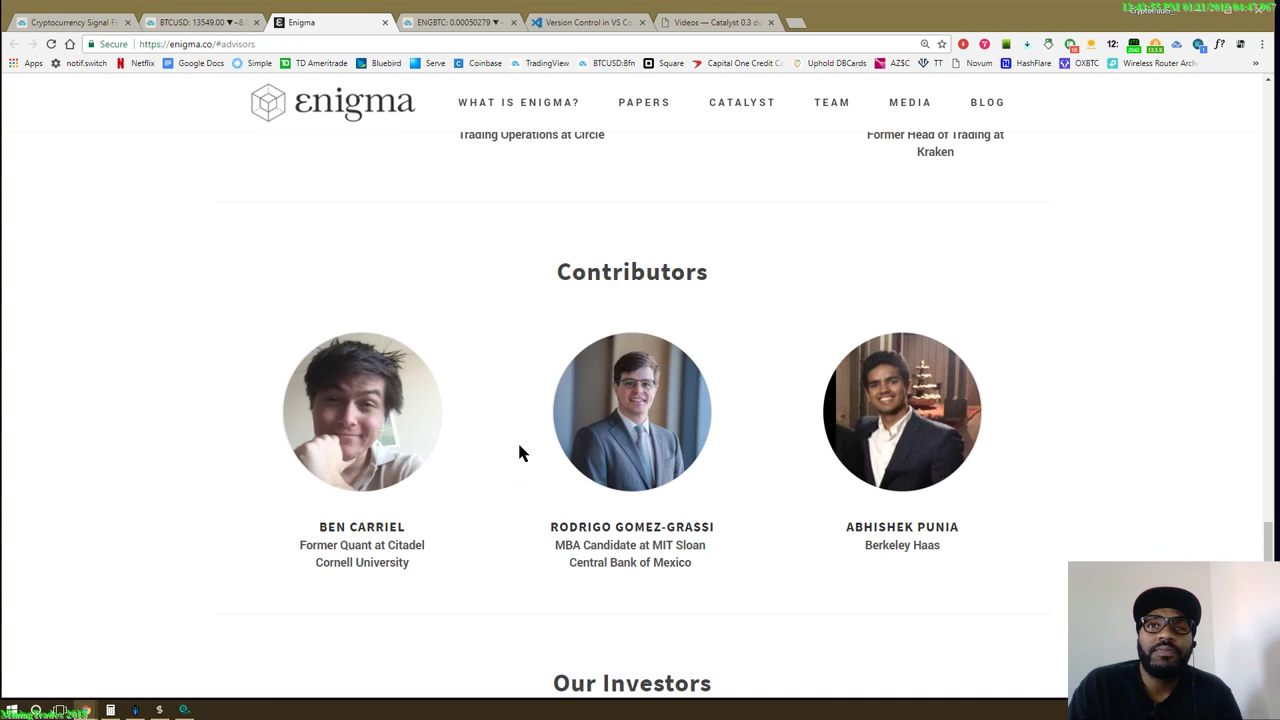 Cryptocurrency Signal Fi
BTCUSD: 13549.00 ▼−8.
Enigma
ENGBTC: 0.00050279 ▼
Version Control in VS Co
Videos — Catalyst 0.3 do
Secure
https://enigma.co/#advisors
Apps
notif.switch
Netflix
Google Docs
Simple
TD Ameritrade
Bluebird
Serve
Coinbase
TradingView
BTCUSD:Bfn
Square
Capital One Credit C
Uphold DBCards
AZ$C
TT
Novum
HashFlare
OXBTC
Wireless Router Arch
enigma
WHAT IS ENIGMA?
PAPERS
CATALYST
TEAM
MEDIA
BLOG
Trading Operations at Circle
Former Head of Trading at
Kraken
Contributors
BEN CARRIEL
Former Quant at Citadel
Cornell University
RODRIGO GOMEZ-GRASSI
MBA Candidate at MIT Sloan
Central Bank of Mexico
ABHISHEK PUNIA
Berkeley Haas
Our Investors